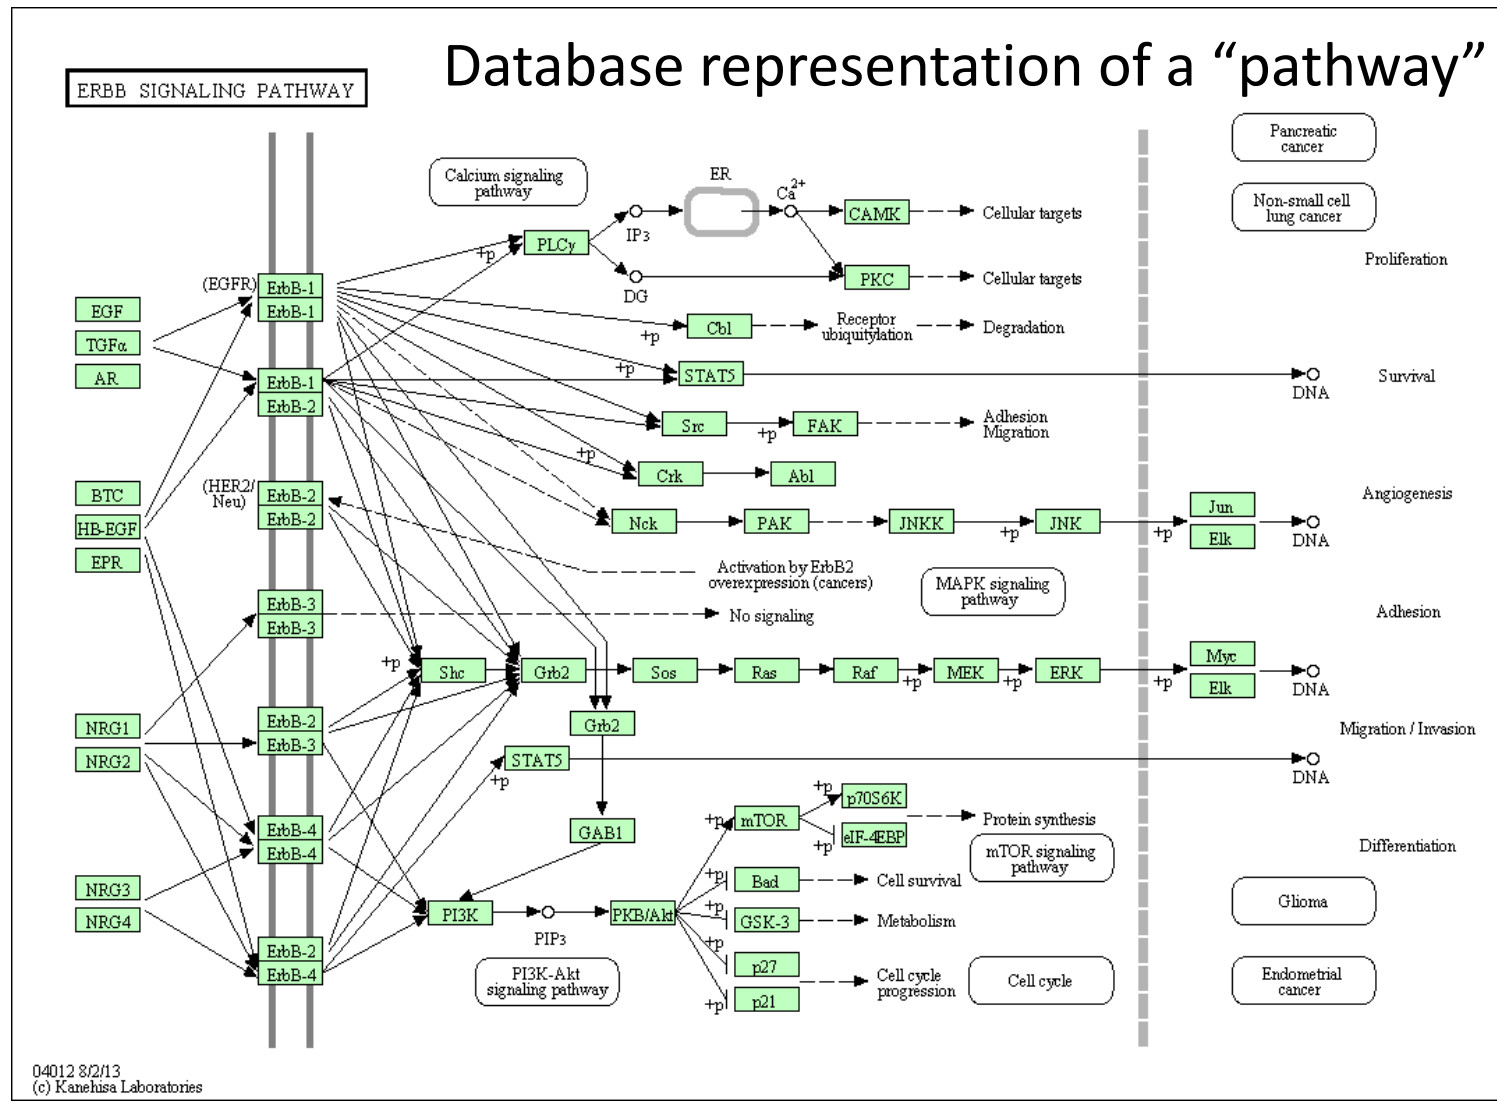 Database representation of a “pathway”
ERBB SIGNALING PATHWAY
Pancreatic
cancer
Calcium signaling
pathway
ER
Ca2+
Non-small cell
lung cancer
IP3
CAMK
Cellular targets
PLCγ
+p
Proliferation
(EGFR)
ErbB-1
ErbB-1
DG
PKC
Cellular targets
EGF
TGFα
AR
+p
Cbl
Receptor
ubiquitylation
Degradation
ErbB-1
ErbB-2
+p
STAT5
DNA
Survival
Src
+p
FAK
Adhesion
Migration
+p
Crk
Abl
BTC
HB-EGF
EPR
(HER2/
Neu)
ErbB-2
ErbB-2
Nck
PAK
JNKK
+p
JNK
+p
Jun
Elk
DNA
Angiogenesis
Activation by ErbB2
overexpression (cancers)
MAPK signaling
pathway
ErbB-3
ErbB-3
No signaling
Adhesion
+p
Shc
Grb2
Sos
Ras
Raf
+p
MEK
+p
ERK
+p
Myc
Elk
DNA
NRG1
NRG2
ErbB-2
ErbB-3
Grb2
Migration / Invasion
STAT5
+p
DNA
ErbB-4
ErbB-4
GAB1
+p
mTOR
+p
p70S6K
+p
eIF-4EBP
Protein synthesis
mTOR signaling
pathway
Differentiation
NRG3
NRG4
PI3K
PIP3
PKB/Akt
+p
Bad
Cell survival
+p
GSK-3
Metabolism
Glioma
ErbB-2
ErbB-4
PI3K-Akt
signaling pathway
+p
p27
+p
p21
Cell cycle
progression
Cell cycle
Endometrial
cancer
04012 8/2/13
(c) Kanehisa Laboratories